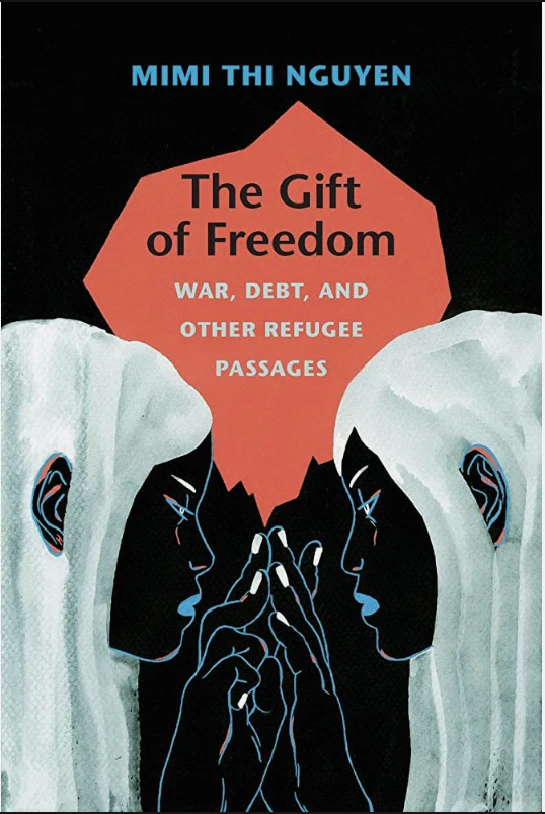 MIMI THI NGUYEN
The Gift
of Freedom
WAR, DEBT, AND
OTHER REFUGEE
PASSAGES